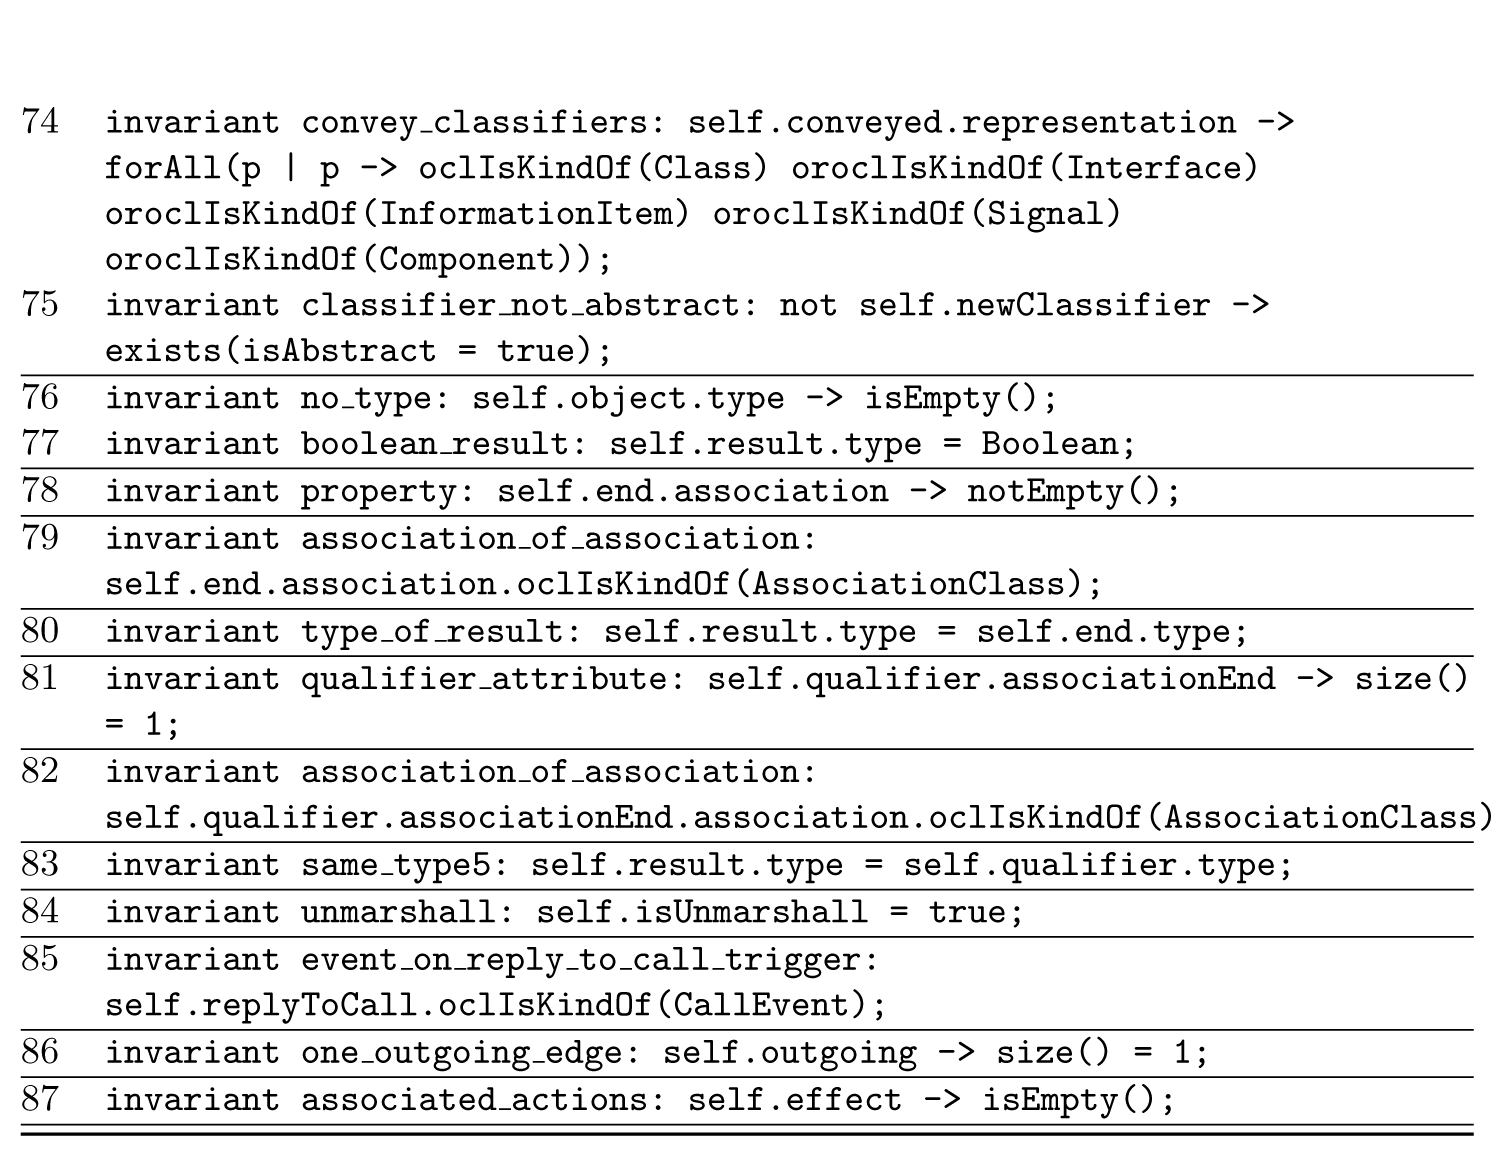 74 invariant convey_classifiers: self.conveyed.representation ->
forAll(p | p -> oclIsKindOf(Class) oroclIsKindOf(Interface)
oroclIsKindOf(InformationItem) oroclIsKindOf(Signal)
oroclIsKindOf(Component));
75 invariant classifier_not_abstract: not self.newClassifier ->
exists(isAbstract = true);
76 invariant no_type: self.object.type -> isEmpty();
77 invariant boolean_result: self.result.type = Boolean;
78 invariant property: self.end.association -> notEmpty();
79 invariant association_of_association:
self.end.association.oclIsKindOf(AssociationClass);
80 invariant type_of_result: self.result.type = self.end.type;
81 invariant qualifier_attribute: self.qualifier.associationEnd -> size()
= 1;
82 invariant association_of_association:
self.qualifier.associationEnd.association.oclIsKindOf(AssociationClass)
83 invariant same_type5: self.result.type = self.qualifier.type;
84 invariant unmarshall: self.isUnmarshall = true;
85 invariant event_on_reply_to_call_trigger:
self.replyToCall.oclIsKindOf(CallEvent);
86 invariant one_outgoing_edge: self.outgoing -> size() = 1;
87 invariant associated_actions: self.effect -> isEmpty();